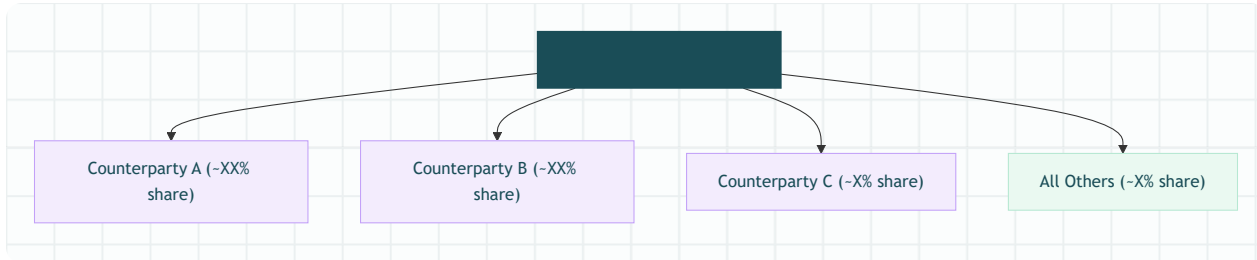 Counterparty A (~XX%
share)
Counterparty B (~XX%
share)
Counterparty C (~X% share)
All Others (~X% share)